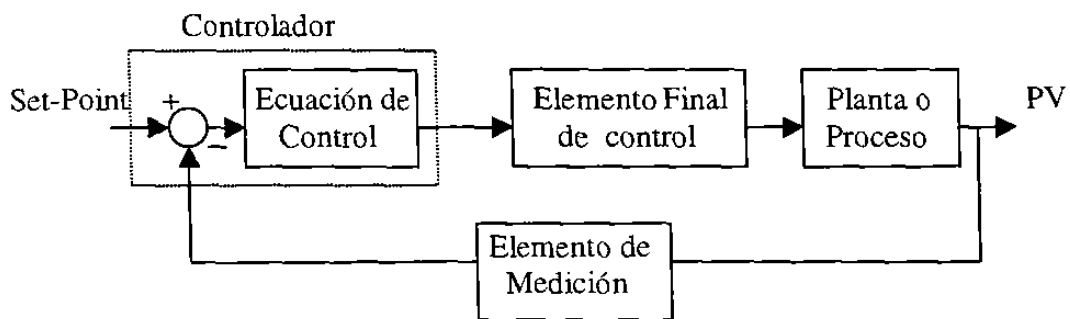 Controlador
Set-Point
+
−
Ecuación de
Control
Elemento Final
de control
Planta o
Proceso
PV
Elemento de
Medición